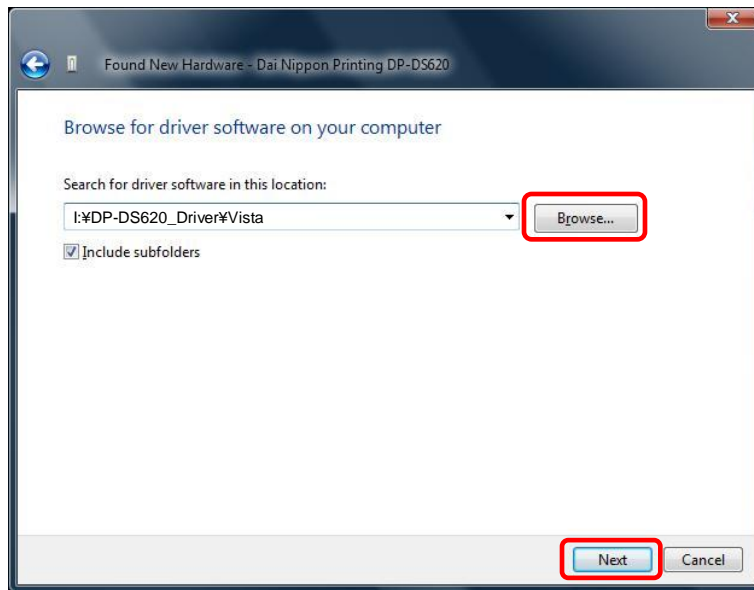 Found New Hardware - Dai Nippon Printing DP-DS620
Browse for driver software on your computer
Search for driver software in this location:
I:¥DP-DS620_Driver¥Vista
Browse...
Include subfolders
Next
Cancel